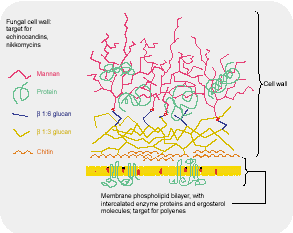 Fungal cell wall:
target for
echinocandins,
nikkomycins
Mannan
Protein
β 1:6 glucan
β 1:3 glucan
Chitin
Cell wall
Membrane phospholipid bilayer, with
intercalated enzyme proteins and ergosterol
molecules; target for polyenes